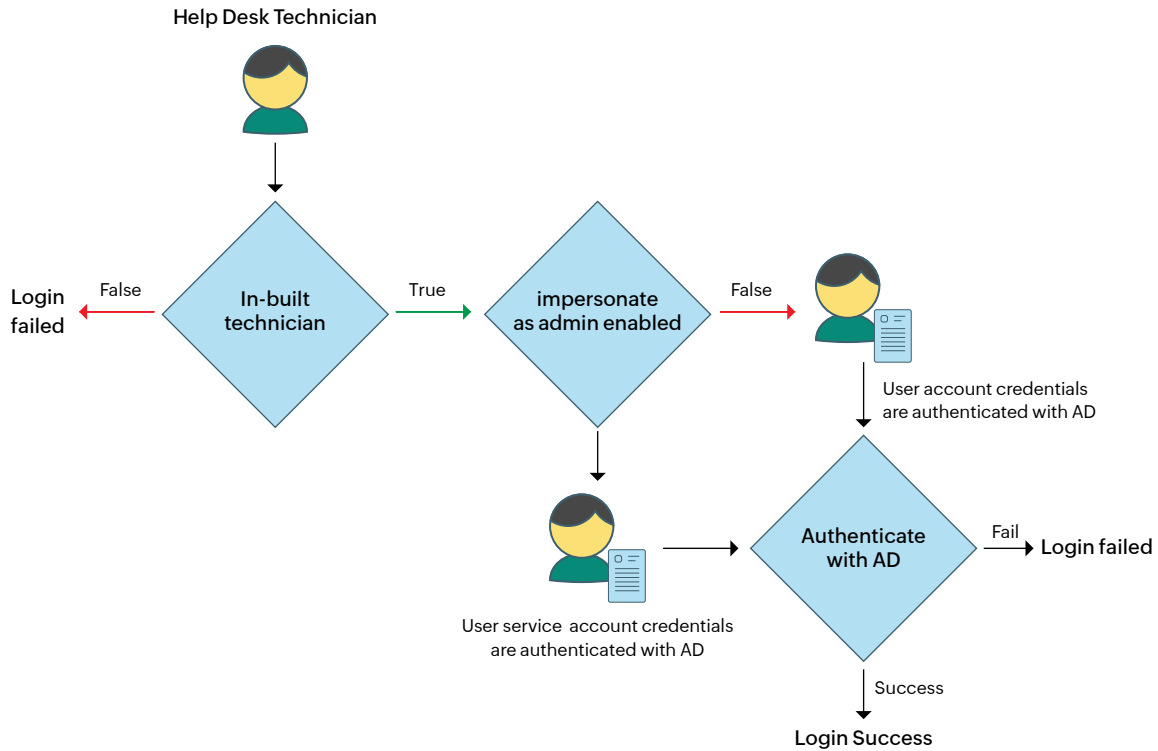 Help Desk Technician
Login
failed
False
In-built
technician
True
impersonate
as admin enabled
False
User account credentials
are authenticated with AD
User service account credentials
are authenticated with AD
Authenticate
with AD
Fail
Login failed
Success
Login Success